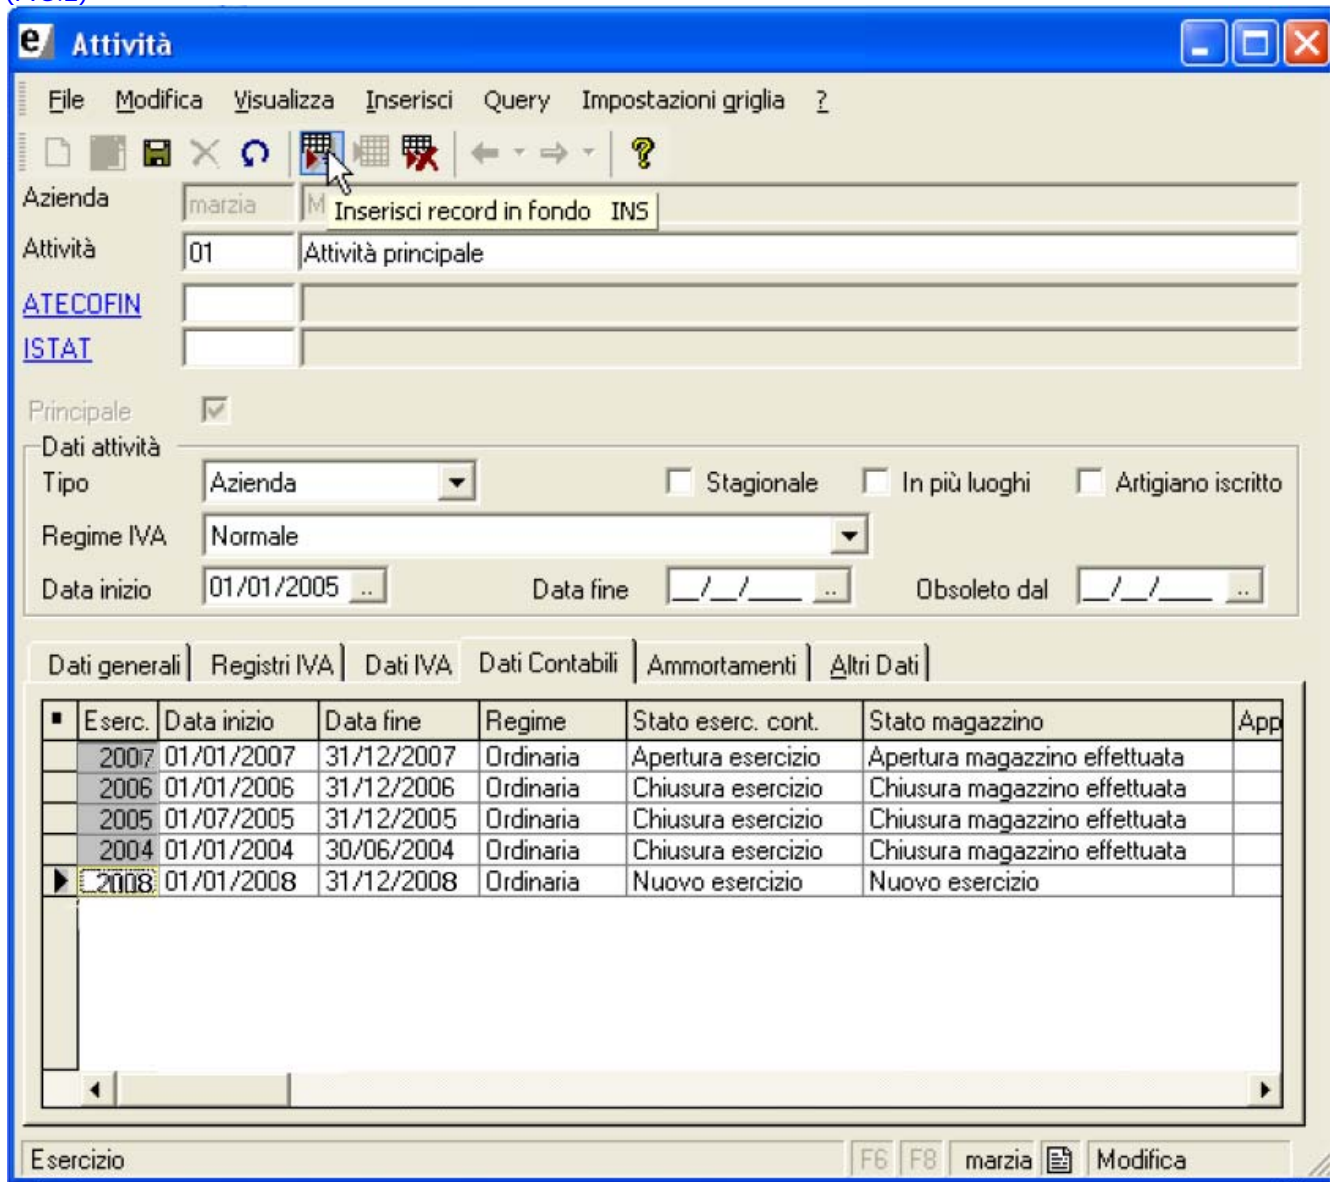 e/ Attività
File Modifica Visualizza Inserisci Query Impostazioni griglia ?
Azienda marzia M
Inserisci record in fondo INS
Attività 01 Attività principale
ATECOFIN
ISTAT
Principale
Dati attività
Tipo Azienda Stagionale In più luoghi Artigiano iscritto
Regime IVA Normale
Data inizio 01/01/2005 .. Data fine __/__/____ .. Obsoleto dal __/__/____ ..
Dati generali Registri IVA Dati IVA Dati Contabili Ammortamenti Altri Dati
Eserc. Data inizio Data fine Regime Stato eserc. cont. Stato magazzino App
2007 01/01/2007 31/12/2007 Ordinaria Apertura esercizio Apertura magazzino effettuata
2006 01/01/2006 31/12/2006 Ordinaria Chiusura esercizio Chiusura magazzino effettuata
2005 01/07/2005 31/12/2005 Ordinaria Chiusura esercizio Chiusura magazzino effettuata
2004 01/01/2004 30/06/2004 Ordinaria Chiusura esercizio Chiusura magazzino effettuata
2008 01/01/2008 31/12/2008 Ordinaria Nuovo esercizio Nuovo esercizio
Esercizio F6 F8 marzia Modifica